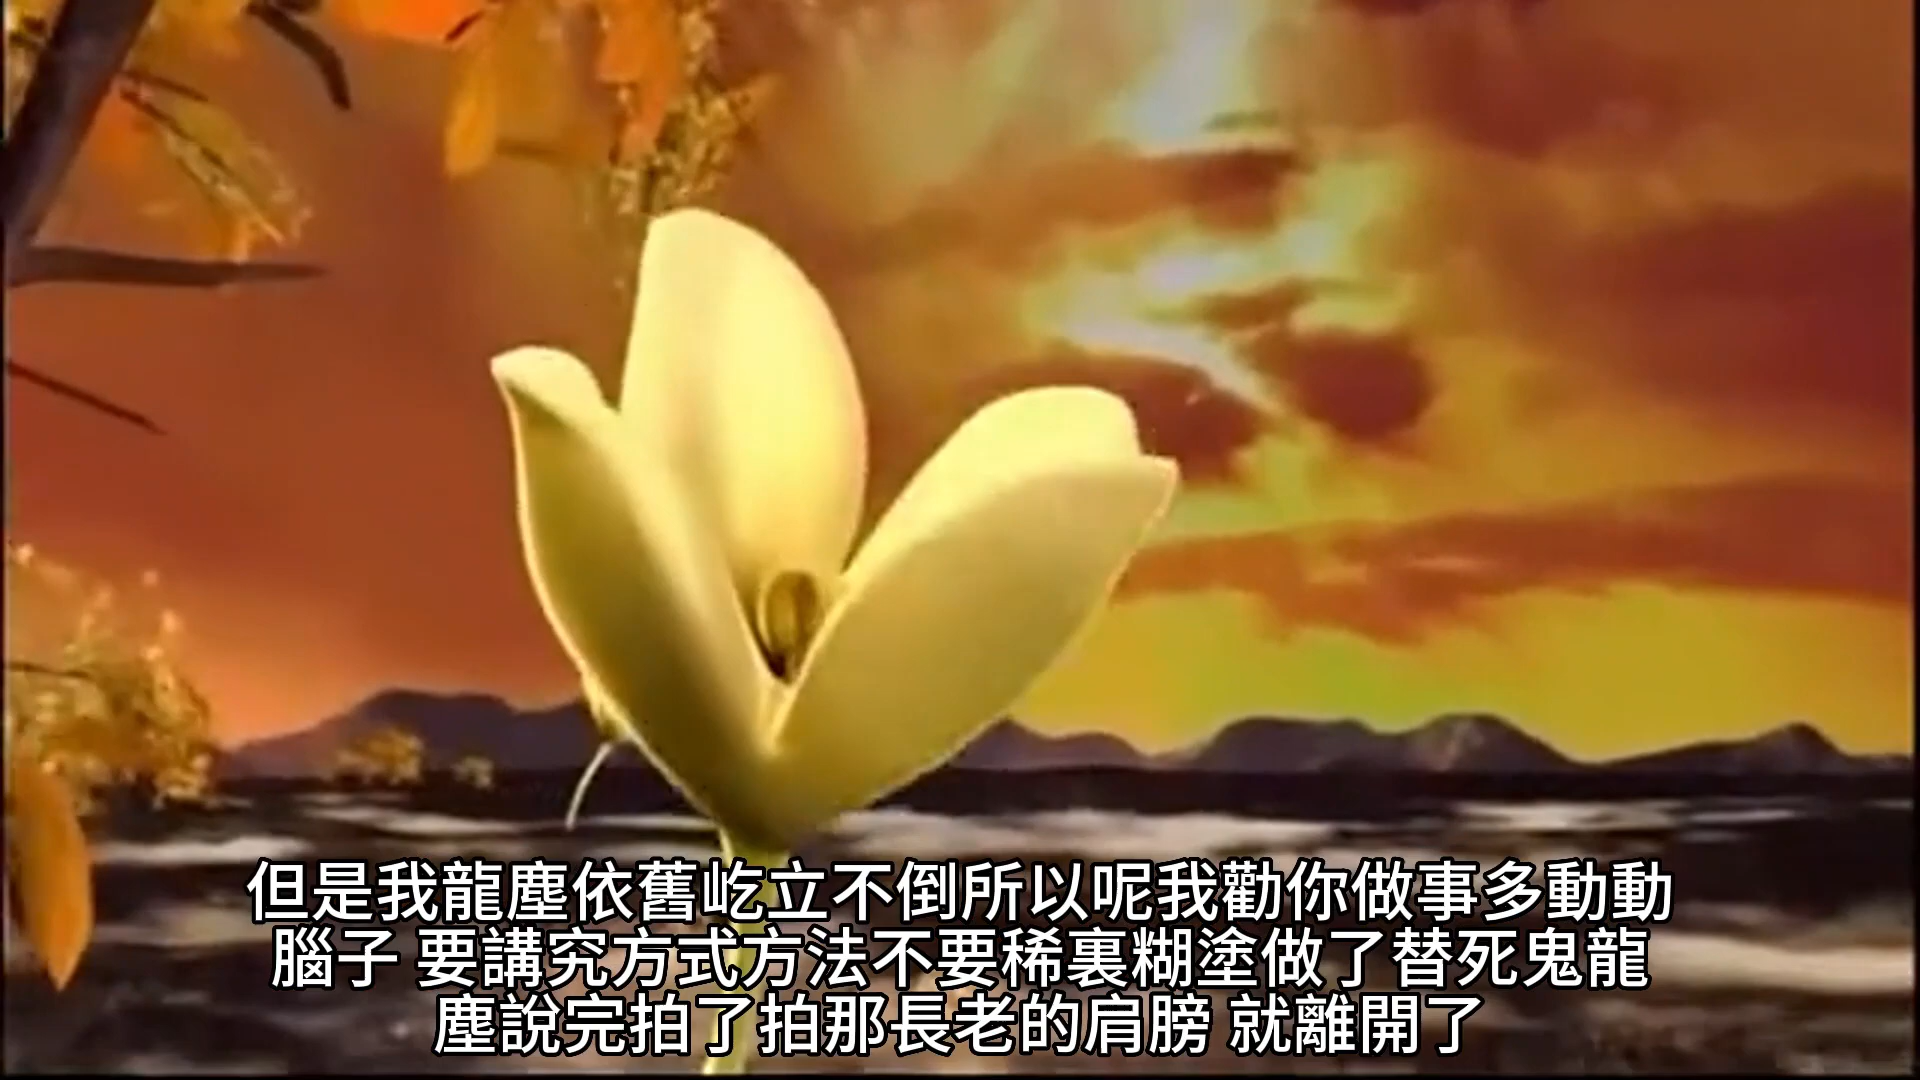 但是我龍塵依舊屹立不倒所以呢我勸你做事多動動
腦子 要講究方式方法不要稀裏糊塗做了替死鬼龍
塵說完拍了拍那長老的肩膀 就離開了